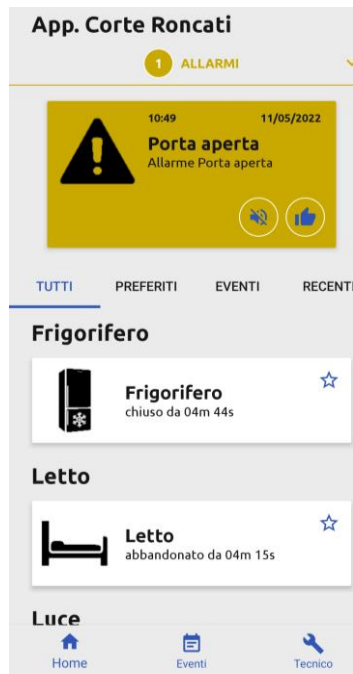 App. Corte Roncati
1 ALLARMI
10:49 11/05/2022
Porta aperta
Allarme Porta aperta
TUTTI PREFERITI EVENTI RECENTI
Frigorifero
Frigorifero
chiuso da 04m 44s
Letto
Letto
abbandonato da 04m 15s
Luce
Home Eventi Tecnico